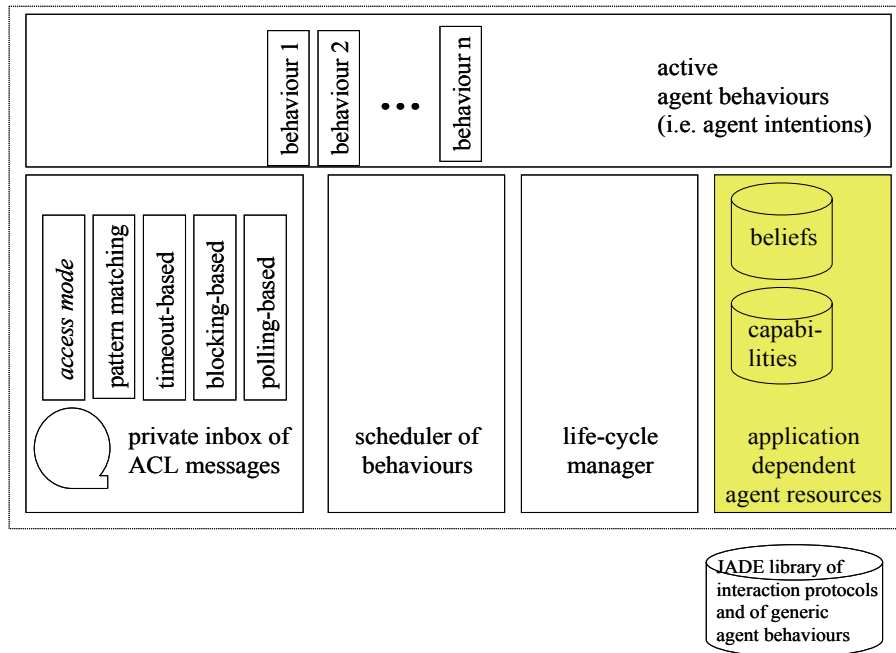 behaviour 1
behaviour 2
...
behaviour n
active
agent behaviours
(i.e. agent intentions)
access mode
pattern matching
timeout-based
blocking-based
polling-based
private inbox of
ACL messages
scheduler of
behaviours
life-cycle
manager
beliefs
capabi-
lities
application
dependent
agent resources
JADE library of
interaction protocols
and of generic
agent behaviours